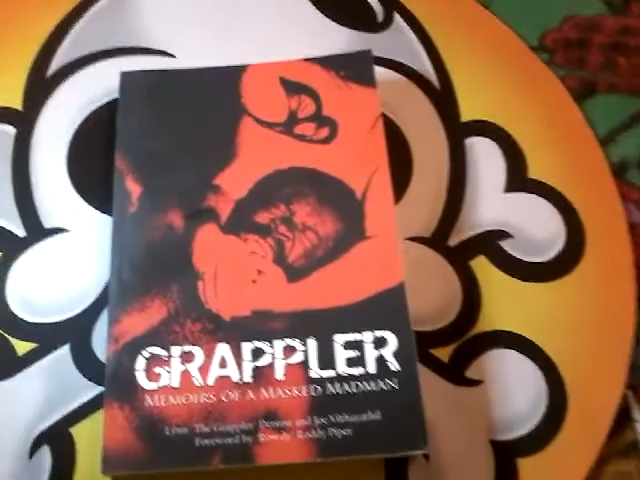 GRAPPLER
MEMOIRS OF A MASKED MADMAN
Lynn "The Grappler" Denton and Joe Vithayathil
Foreword by "Rowdy" Roddy Piper